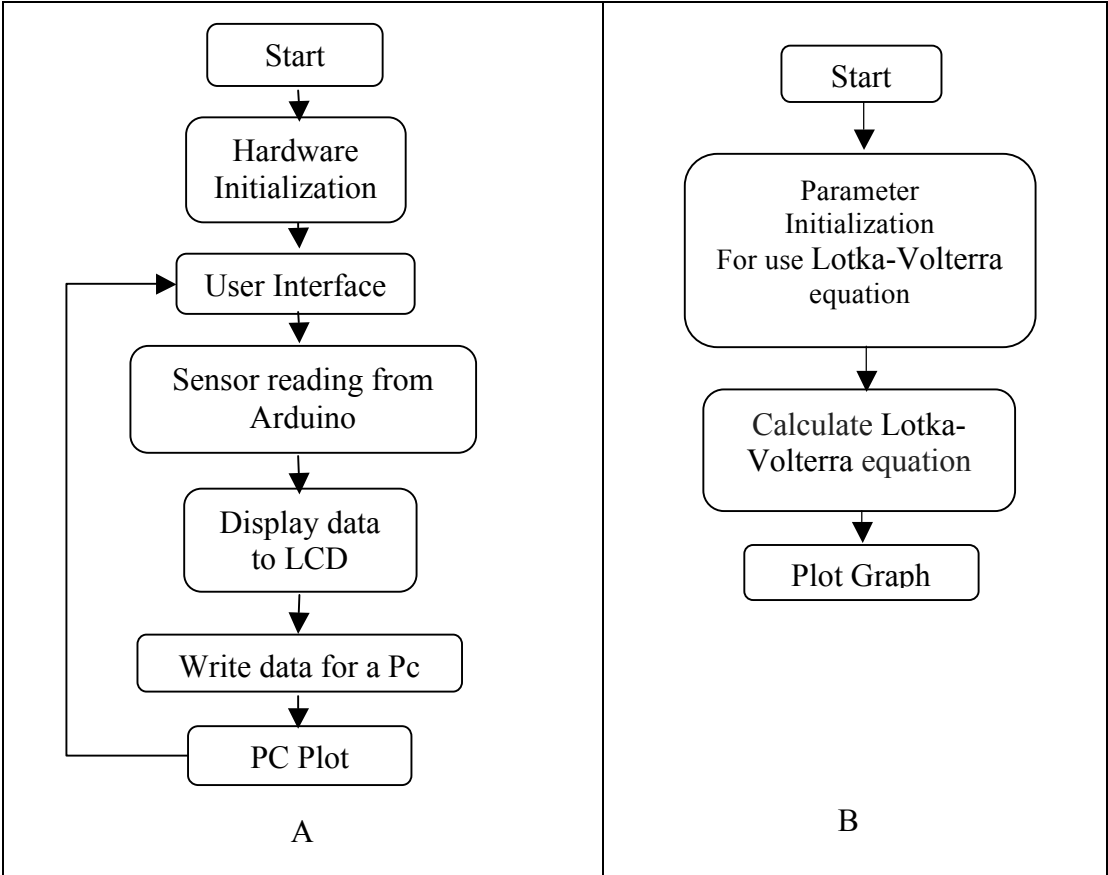 Start
Hardware
Initialization
User Interface
Sensor reading from
Arduino
Display data
to LCD
Write data for a Pc
PC Plot
A
Start
Parameter
Initialization
For use Lotka-Volterra
equation
Calculate Lotka-
Volterra equation
Plot Graph
B